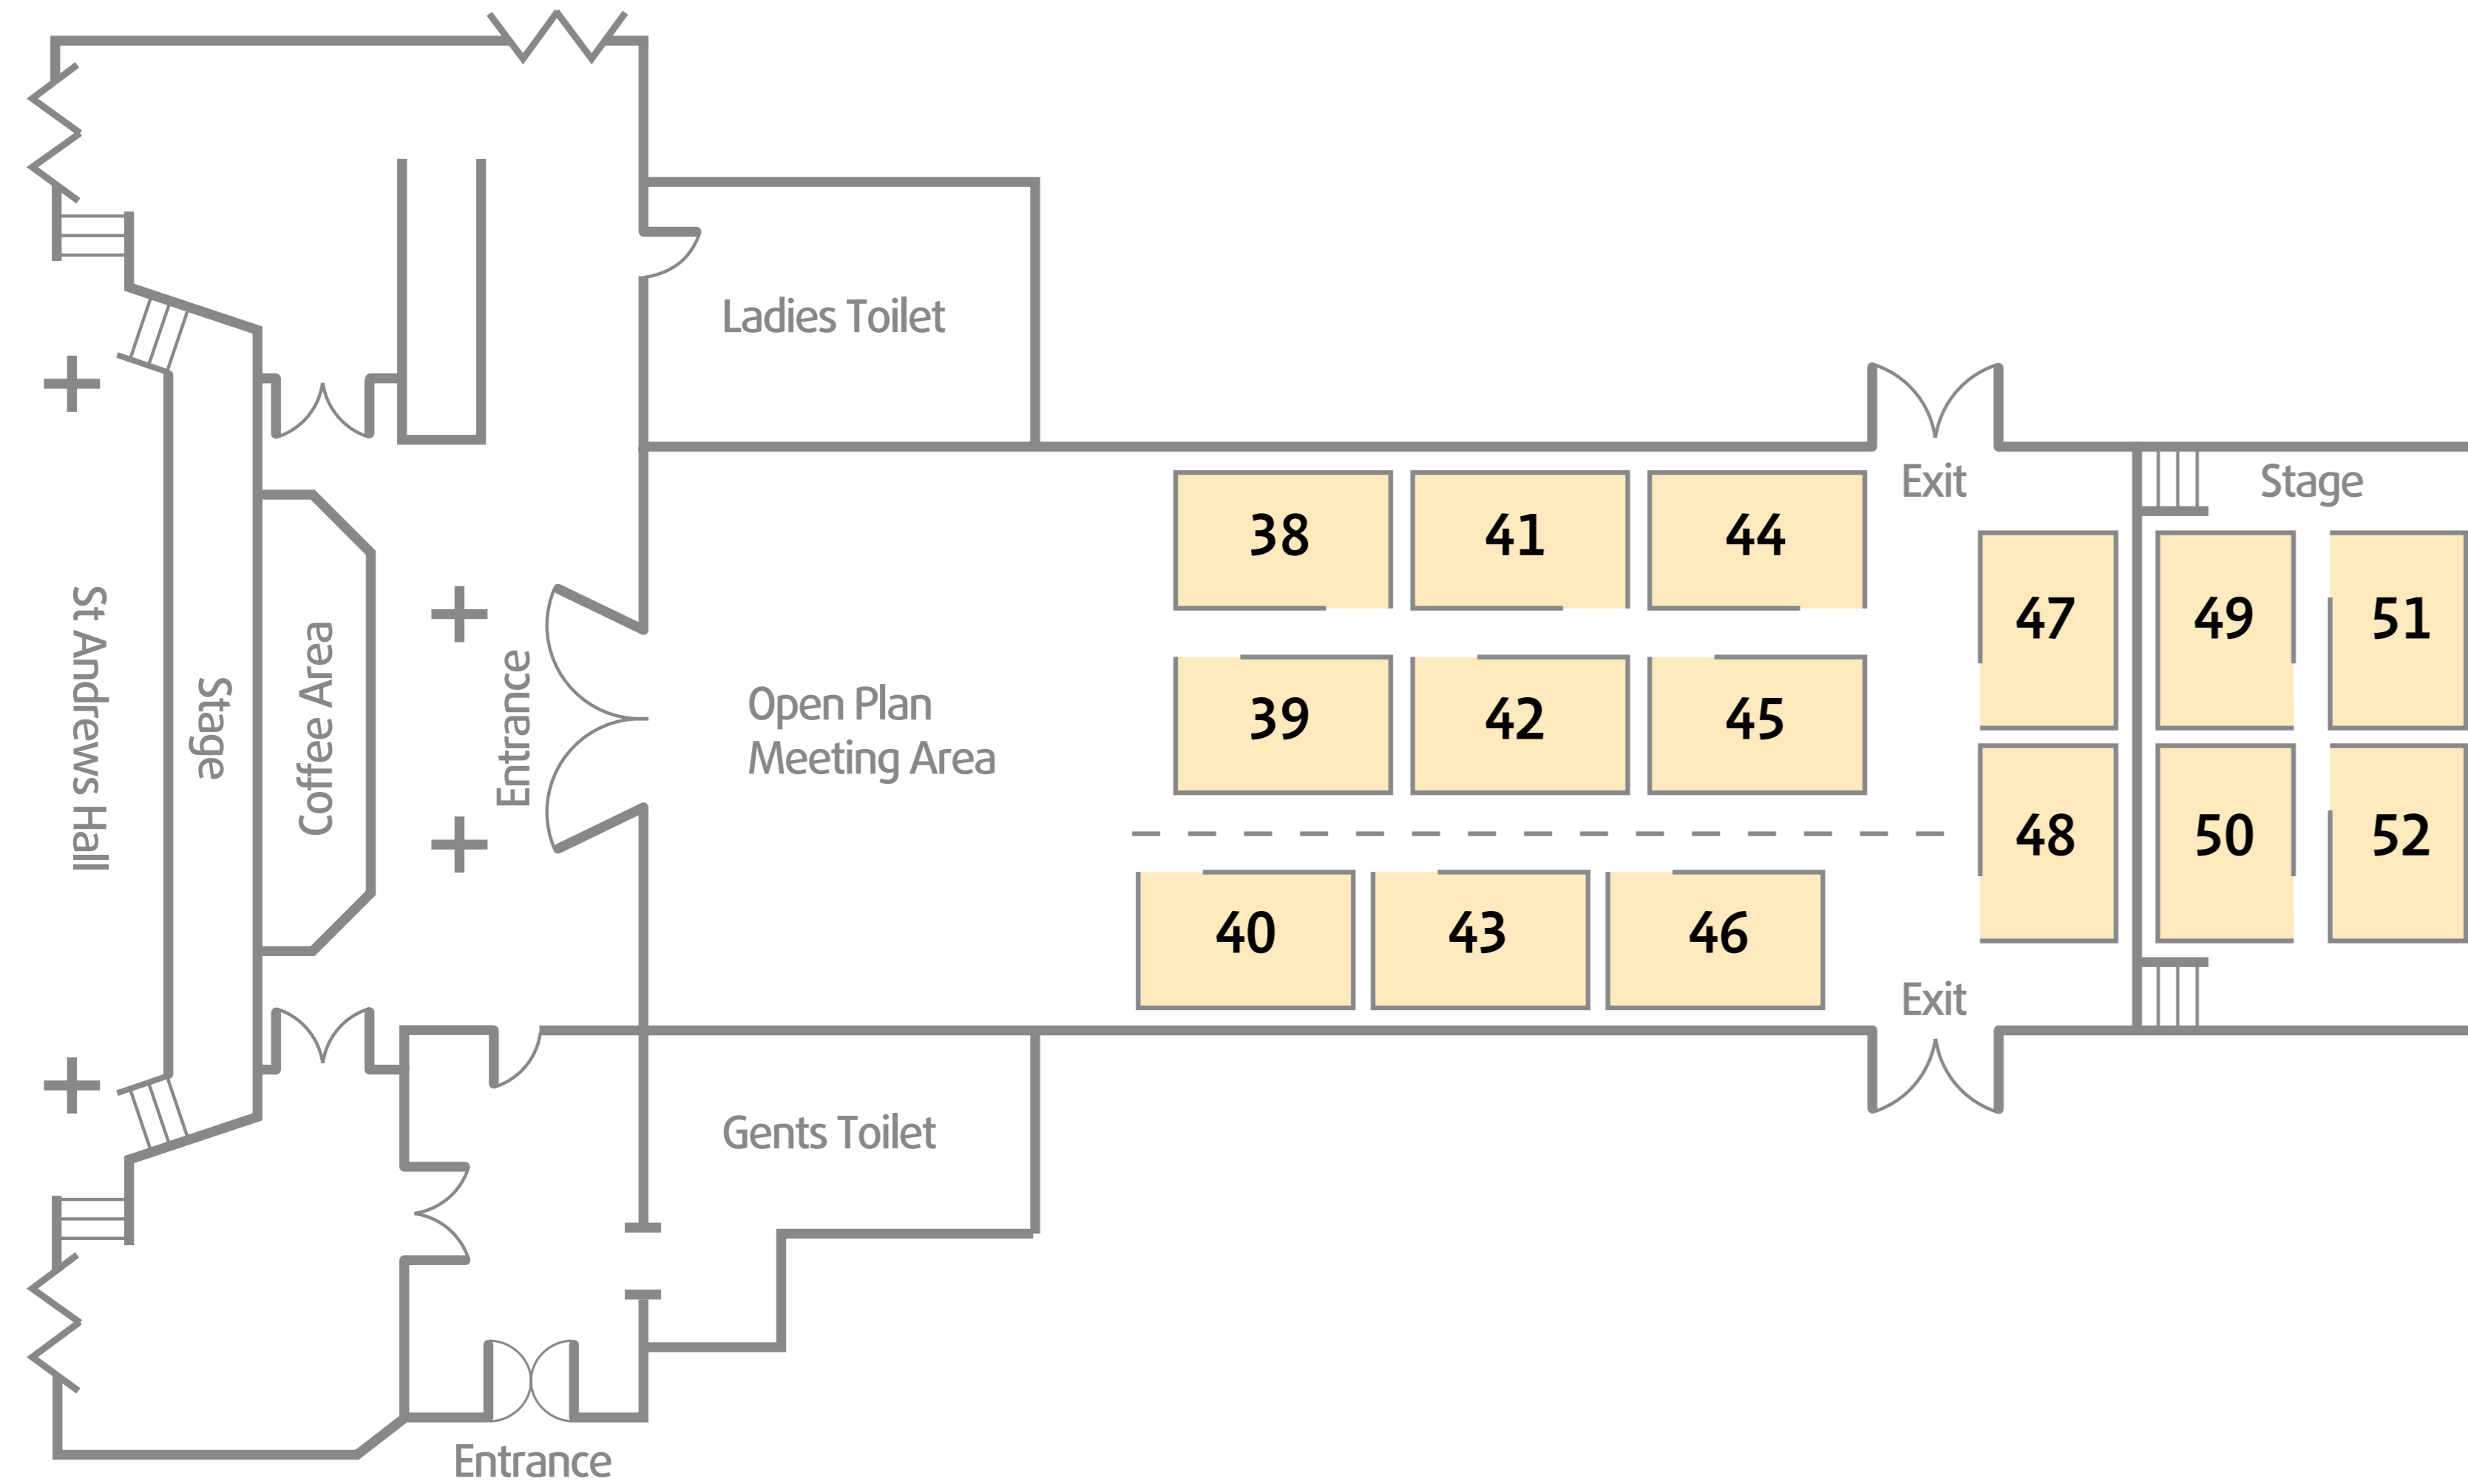 Ladies Toilet
Exit
Stage
38
41
44
47
49
51
39
42
45
Open Plan
Meeting Area
Entrance
Coffee Area
Stage
St Andrews Hall
48
50
52
40
43
46
Exit
Gents Toilet
Entrance